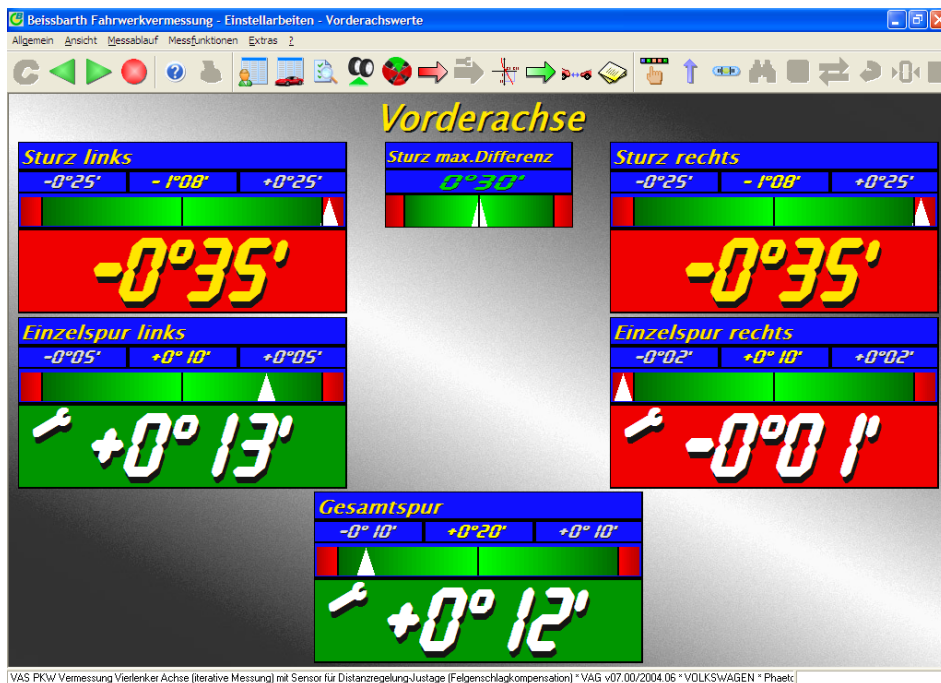 Beissbarth Fahrwerkvermessung - Einstellarbeiten - Vorderachswerte
Allgemein Ansicht Messablauf Messfunktionen Extras ?
Vorderachse
Sturz links
-0°25' - 1°08' +0°25'
-0°35'
Sturz max.Differenz
0°30'
Sturz rechts
-0°25' - 1°08' +0°25'
-0°35'
Einzelspur links
-0°05' +0° 10' +0°05'
+0° 13'
Einzelspur rechts
-0°02' +0° 10' +0°02'
-0°01'
Gesamtspur
-0° 10' +0°20' +0° 10'
+0° 12'
VAS PKW Vermessung Vierlenker Achse (iterative Messung) mit Sensor für Distanzregelung-Justage (Felgenschlagkompensation) * VAG v07.00/2004.06 * VOLKSWAGEN * Phaeto